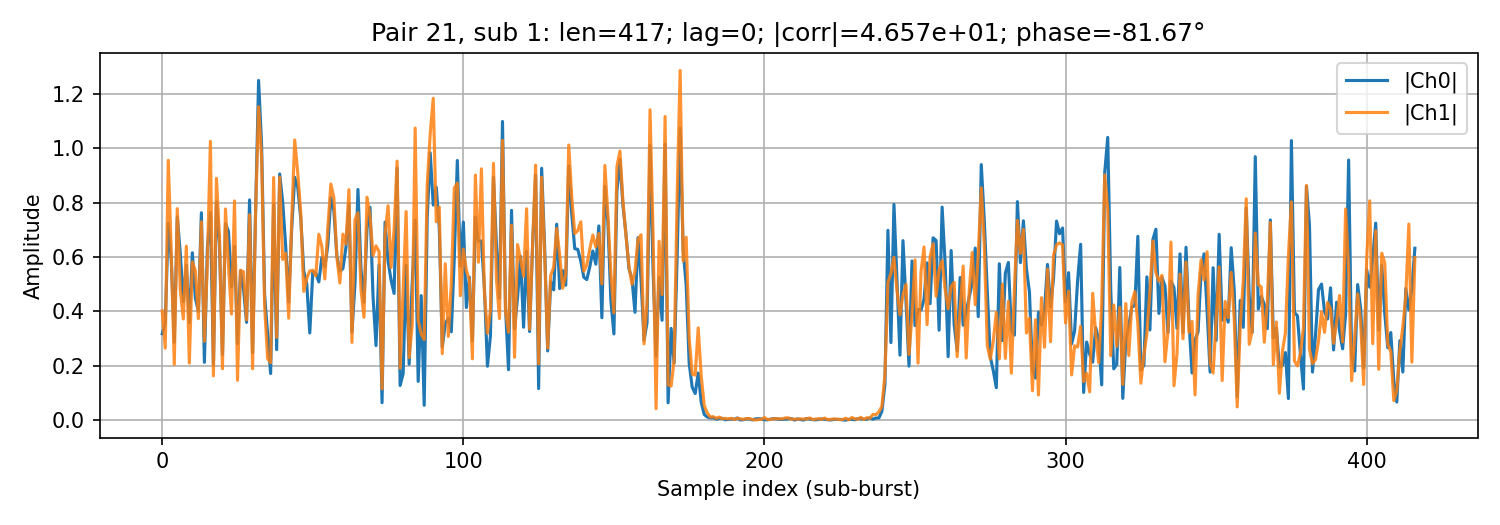 Pair 21, sub 1: len=417; lag=0; |corr|=4.657e+01; phase=-81.67°
|Ch0|
|Ch1|
Amplitude
1.2
1.0
0.8
0.6
0.4
0.2
0.0
0 100 200 300 400
Sample index (sub-burst)